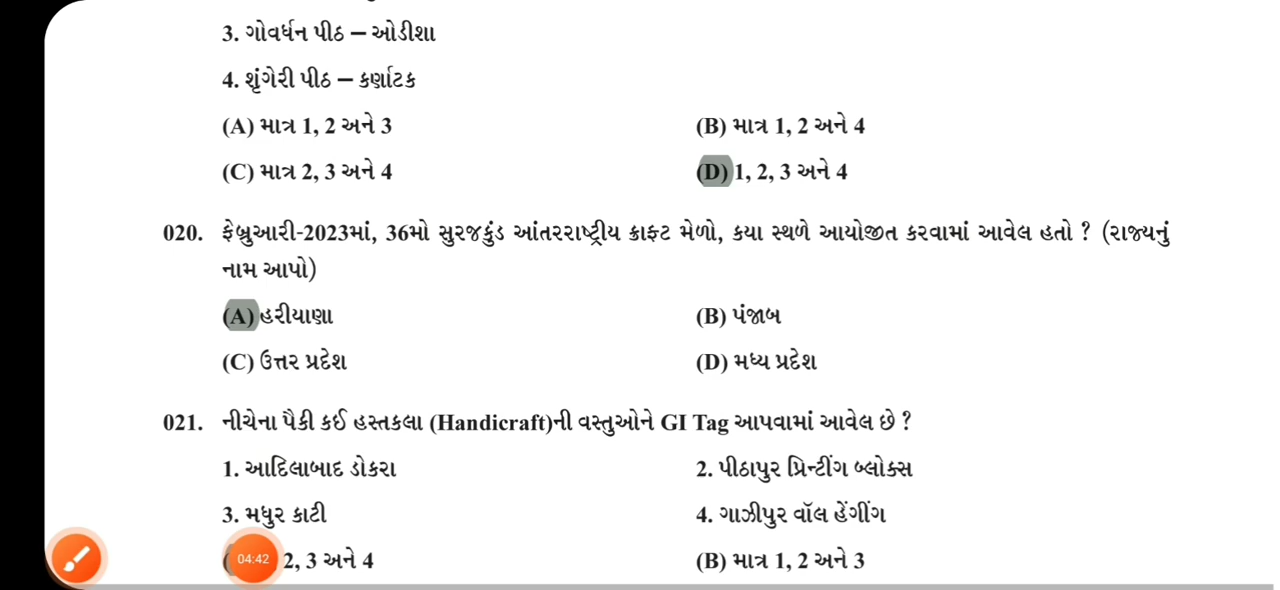 3. ગોવર્ધન પીઠ – ઓડીશા
4. શૃંગેરી પીઠ – કર્ણાટક
(A) માત્ર 1, 2 અને 3 (B) માત્ર 1, 2 અને 4
(C) માત્ર 2, 3 અને 4 (D) 1, 2, 3 અને 4
020. ફેબ્રુઆરી-2023માં, 36મો સુરજકુંડ આંતરરાષ્ટ્રીય ક્રાફ્ટ મેળો, કયા સ્થળે આયોજીત કરવામાં આવેલ હતો ? (રાજ્યનું
નામ આપો)
(A) હરીયાણા (B) પંજાબ
(C) ઉત્તર પ્રદેશ (D) મધ્ય પ્રદેશ
021. નીચેના પૈકી કઈ હસ્તકલા (Handicraft)ની વસ્તુઓને GI Tag આપવામાં આવેલ છે ?
1. આદિલાબાદ ડોકરા 2. પીઠાપુર પ્રિન્ટીંગ બ્લોક્સ
3. મધુર કાટી 4. ગાઝીપુર વૉલ હેંગીંગ
04:42 2, 3 અને 4 (B) માત્ર 1, 2 અને 3